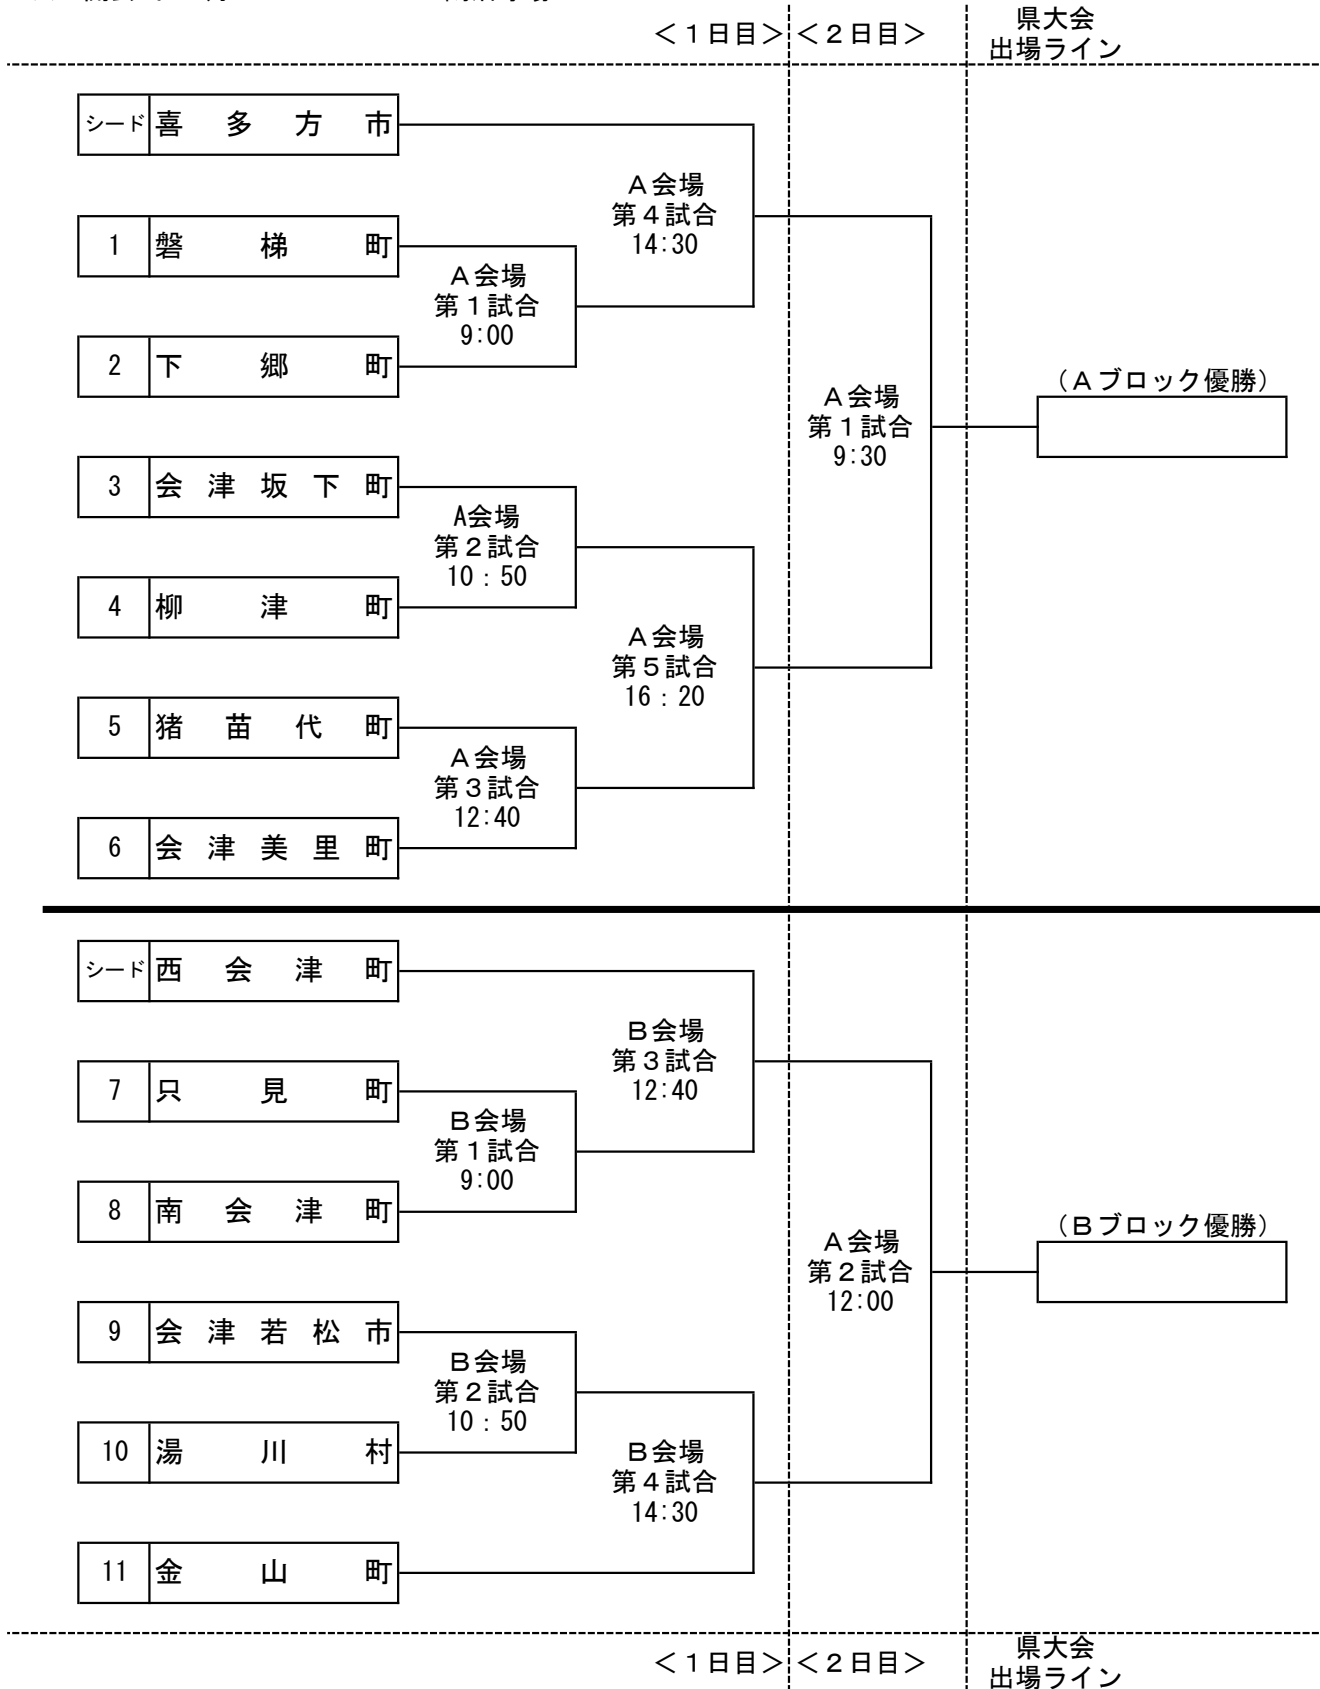 ＜１日目＞ ＜２日目＞ 県大会
出場ライン
シード 喜多方市
A会場
第４試合
14:30
1 磐梯町
A会場
第１試合
9:00
2 下郷町
（Aブロック優勝）
A会場
第１試合
9:30
3 会津坂下町
A会場
第２試合
10：50
4 柳津町
A会場
第５試合
16：20
5 猪苗代町
A会場
第３試合
12:40
6 会津美里町
シード 西会津町
B会場
第３試合
12:40
7 只見町
B会場
第１試合
9:00
8 南会津町
（Bブロック優勝）
A会場
第２試合
12:00
9 会津若松市
B会場
第２試合
10：50
10 湯川村
B会場
第４試合
14:30
11 金山町
＜１日目＞ ＜２日目＞ 県大会
出場ライン